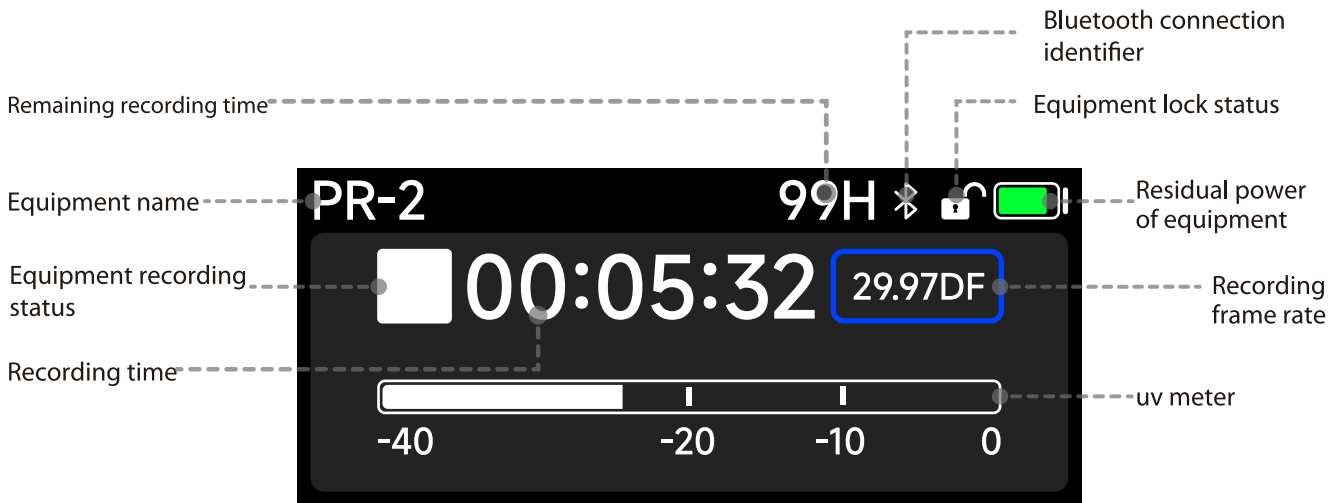 Bluetooth connection
identifier
Remaining recording time
Equipment lock status
PR-2
99H
Equipment name
Residual power
of equipment
Equipment recording
status
00:05:32
29.97DF
Recording
frame rate
Recording time
uv meter
-40
-20
-10
0